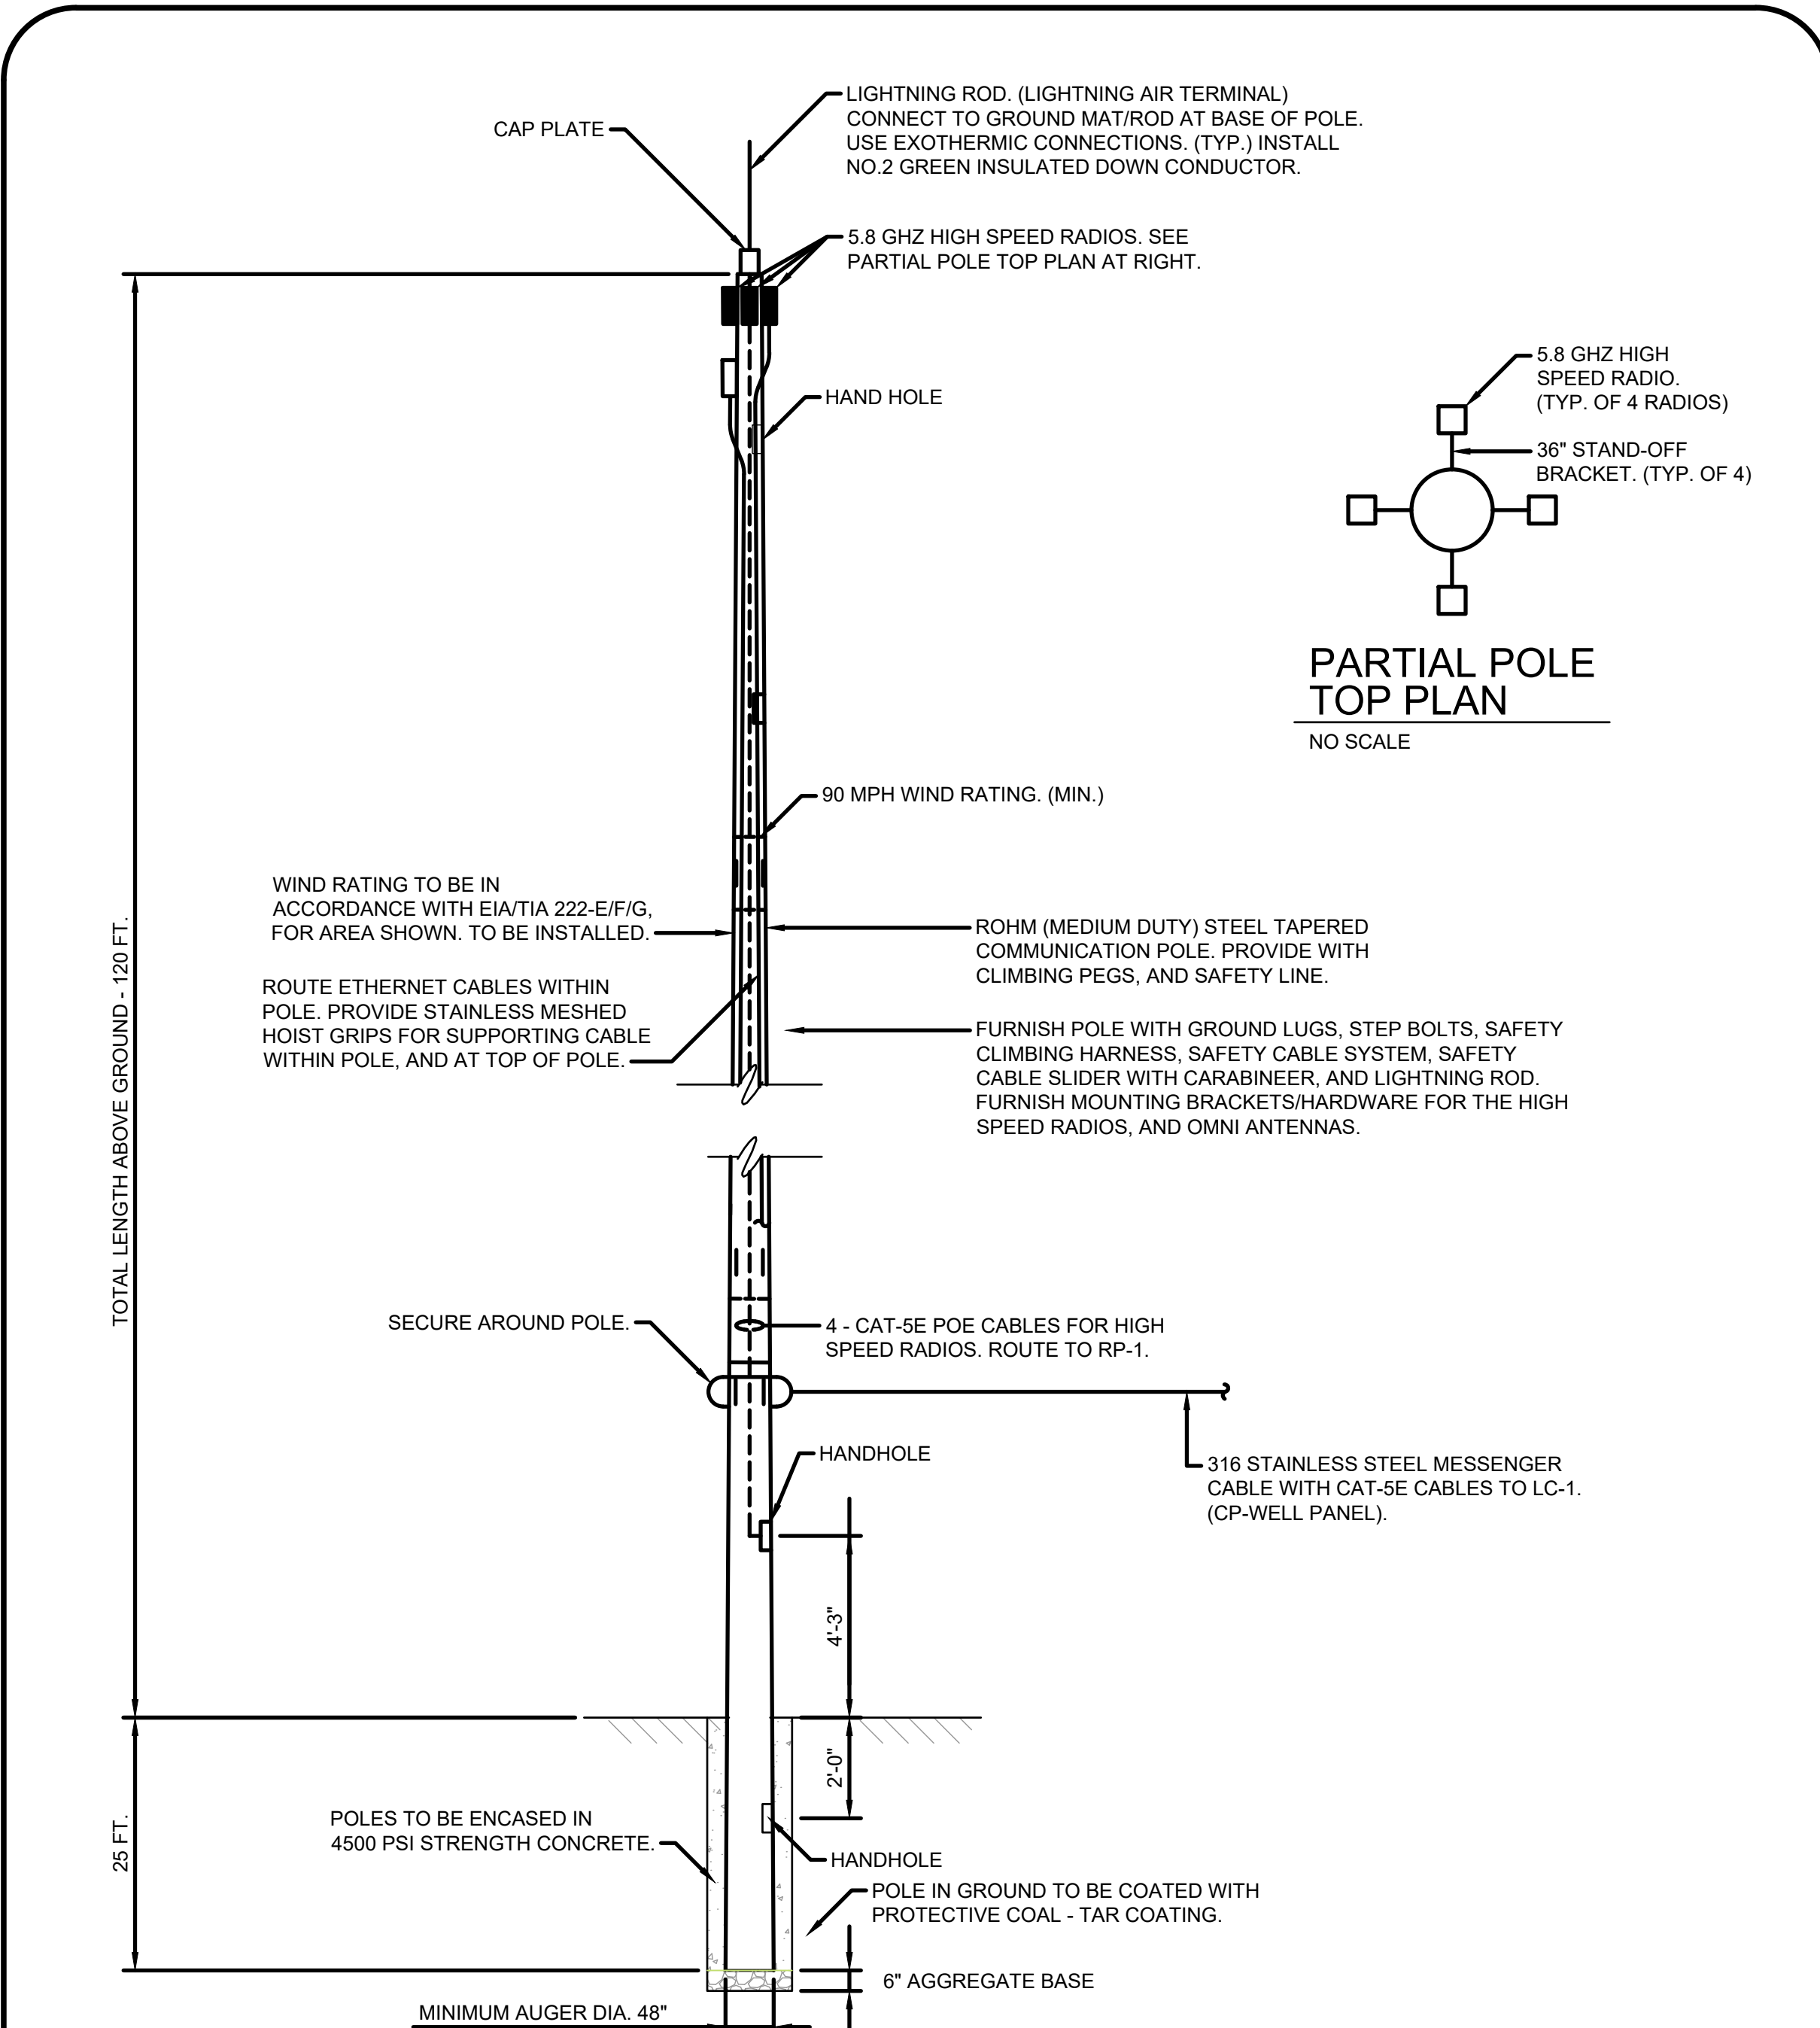 CAP PLATE
LIGHTNING ROD. (LIGHTNING AIR TERMINAL)
CONNECT TO GROUND MAT/ROD AT BASE OF POLE.
USE EXOTHERMIC CONNECTIONS. (TYP.) INSTALL
NO.2 GREEN INSULATED DOWN CONDUCTOR.
5.8 GHZ HIGH SPEED RADIOS. SEE
PARTIAL POLE TOP PLAN AT RIGHT.
HAND HOLE
5.8 GHZ HIGH
SPEED RADIO.
(TYP. OF 4 RADIOS)
36" STAND-OFF
BRACKET. (TYP. OF 4)
PARTIAL POLE
TOP PLAN
NO SCALE
90 MPH WIND RATING. (MIN.)
WIND RATING TO BE IN
ACCORDANCE WITH EIA/TIA 222-E/F/G,
FOR AREA SHOWN. TO BE INSTALLED.
ROHM (MEDIUM DUTY) STEEL TAPERED
COMMUNICATION POLE. PROVIDE WITH
CLIMBING PEGS, AND SAFETY LINE.
ROUTE ETHERNET CABLES WITHIN
POLE. PROVIDE STAINLESS MESHED
HOIST GRIPS FOR SUPPORTING CABLE
WITHIN POLE, AND AT TOP OF POLE.
FURNISH POLE WITH GROUND LUGS, STEP BOLTS, SAFETY
CLIMBING HARNESS, SAFETY CABLE SYSTEM, SAFETY
CABLE SLIDER WITH CARABINEER, AND LIGHTNING ROD.
FURNISH MOUNTING BRACKETS/HARDWARE FOR THE HIGH
SPEED RADIOS, AND OMNI ANTENNAS.
TOTAL LENGTH ABOVE GROUND - 120 FT.
SECURE AROUND POLE.
4 - CAT-5E POE CABLES FOR HIGH
SPEED RADIOS. ROUTE TO RP-1.
HANDHOLE
316 STAINLESS STEEL MESSENGER
CABLE WITH CAT-5E CABLES TO LC-1.
(CP-WELL PANEL).
4'-3"
2'-0"
25 FT.
POLES TO BE ENCASED IN
4500 PSI STRENGTH CONCRETE.
HANDHOLE
POLE IN GROUND TO BE COATED WITH
PROTECTIVE COAL - TAR COATING.
6" AGGREGATE BASE
MINIMUM AUGER DIA. 48"